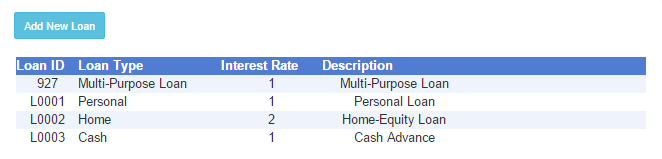 Add New Loan
Loan ID Loan Type Interest Rate Description
927 Multi-Purpose Loan 1 Multi-Purpose Loan
L0001 Personal 1 Personal Loan
L0002 Home 2 Home-Equity Loan
L0003 Cash 1 Cash Advance